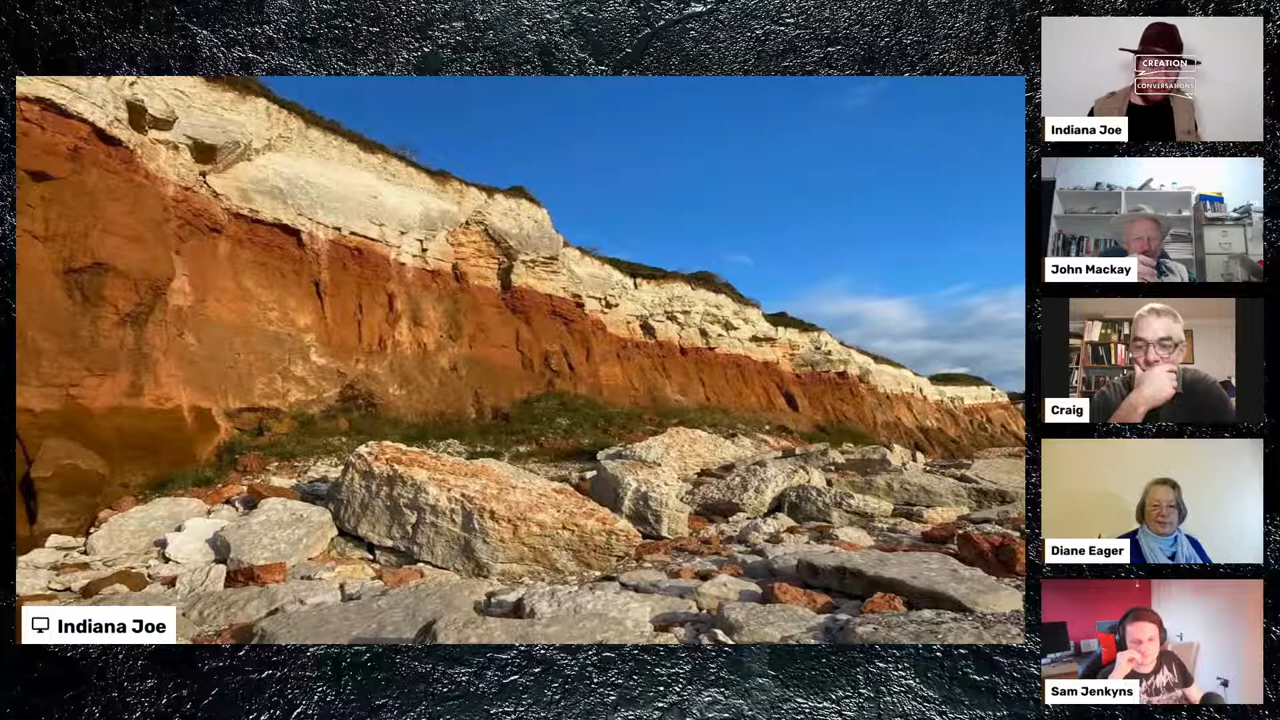 Indiana Joe
CREATION
CONVERSATIONS
Indiana Joe
John Mackay
Craig
Diane Eager
Sam Jenkyns